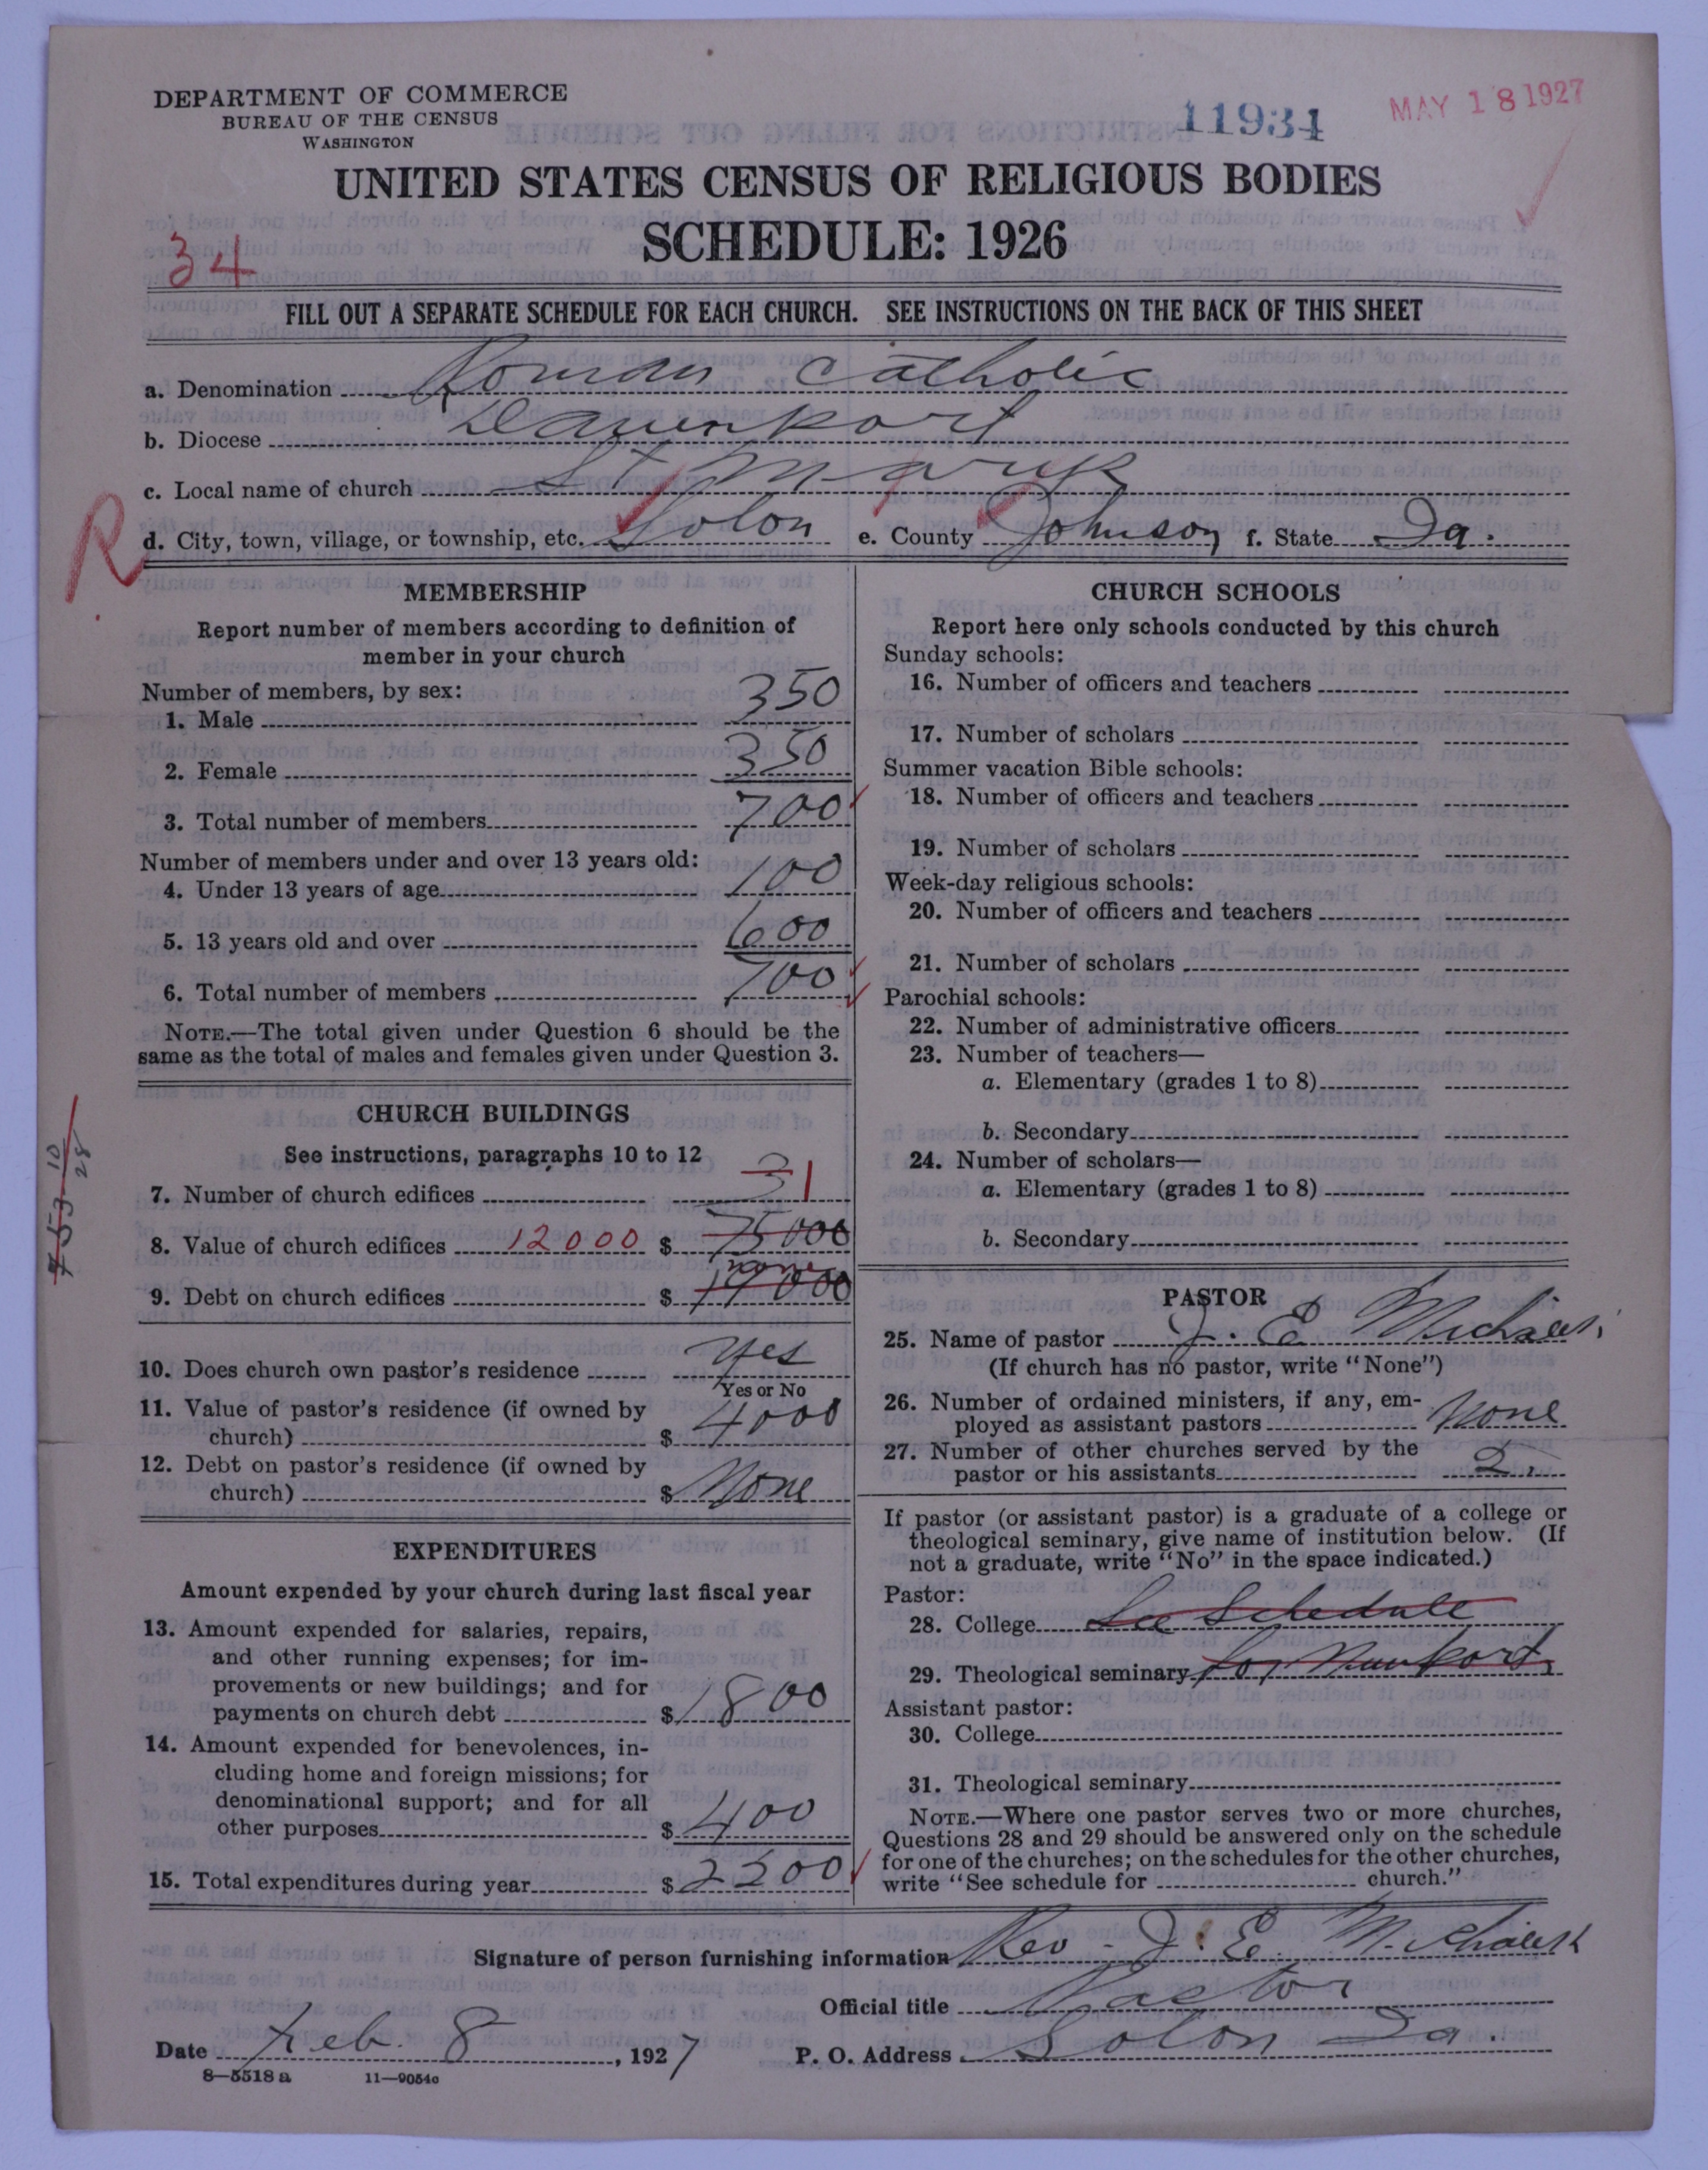 DEPARTMENT OF COMMERCE
BUREAU OF THE CENSUS
WASHINGTON
11934
MAY 18 1927
UNITED STATES CENSUS OF RELIGIOUS BODIES
SCHEDULE: 1926
34
FILL OUT A SEPARATE SCHEDULE FOR EACH CHURCH. SEE INSTRUCTIONS ON THE BACK OF THIS SHEET
a. Denomination Roman Catholic
b. Diocese Davenport
c. Local name of church St Marys
R
d. City, town, village, or township, etc. Solon e. County Johnson f. State Ia.
MEMBERSHIP
Report number of members according to definition of
member in your church
Number of members, by sex:
1. Male 350
2. Female 350
3. Total number of members 700
Number of members under and over 13 years old:
4. Under 13 years of age 100
5. 13 years old and over 600
6. Total number of members 700
NOTE.—The total given under Question 6 should be the
same as the total of males and females given under Question 3.
CHURCH BUILDINGS
See instructions, paragraphs 10 to 12
7. Number of church edifices 3 1
8. Value of church edifices 12000 $ 75000
none
9. Debt on church edifices $ 19000
10. Does church own pastor's residence Yes
Yes or No
11. Value of pastor's residence (if owned by
church) $ 4000
12. Debt on pastor's residence (if owned by
church) $ None
EXPENDITURES
Amount expended by your church during last fiscal year
13. Amount expended for salaries, repairs,
and other running expenses; for im-
provements or new buildings; and for
payments on church debt $ 1800
14. Amount expended for benevolences, in-
cluding home and foreign missions; for
denominational support; and for all
other purposes $ 400
15. Total expenditures during year $ 2200
CHURCH SCHOOLS
Report here only schools conducted by this church
Sunday schools:
16. Number of officers and teachers
17. Number of scholars
Summer vacation Bible schools:
18. Number of officers and teachers
19. Number of scholars
Week-day religious schools:
20. Number of officers and teachers
21. Number of scholars
Parochial schools:
22. Number of administrative officers
23. Number of teachers—
a. Elementary (grades 1 to 8)
b. Secondary
24. Number of scholars—
a. Elementary (grades 1 to 8)
b. Secondary
PASTOR
25. Name of pastor J. E.
(If church has no pastor, write "None")
26. Number of ordained ministers, if any, em-
ployed as assistant pastors None
27. Number of other churches served by the
pastor or his assistants 2
If pastor (or assistant pastor) is a graduate of a college or
theological seminary, give name of institution below. (If
not a graduate, write "No" in the space indicated.)
Pastor:
28. College See Schedule
29. Theological seminary for Newport
Assistant pastor:
30. College
31. Theological seminary
NOTE.—Where one pastor serves two or more churches,
Questions 28 and 29 should be answered only on the schedule
for one of the churches; on the schedules for the other churches,
write "See schedule for church."
Signature of person furnishing information Rev. J. E.
Official title Pastor
Date Feb. 8, 1927 P. O. Address Solon Ia.
8—5518a 11—9054c